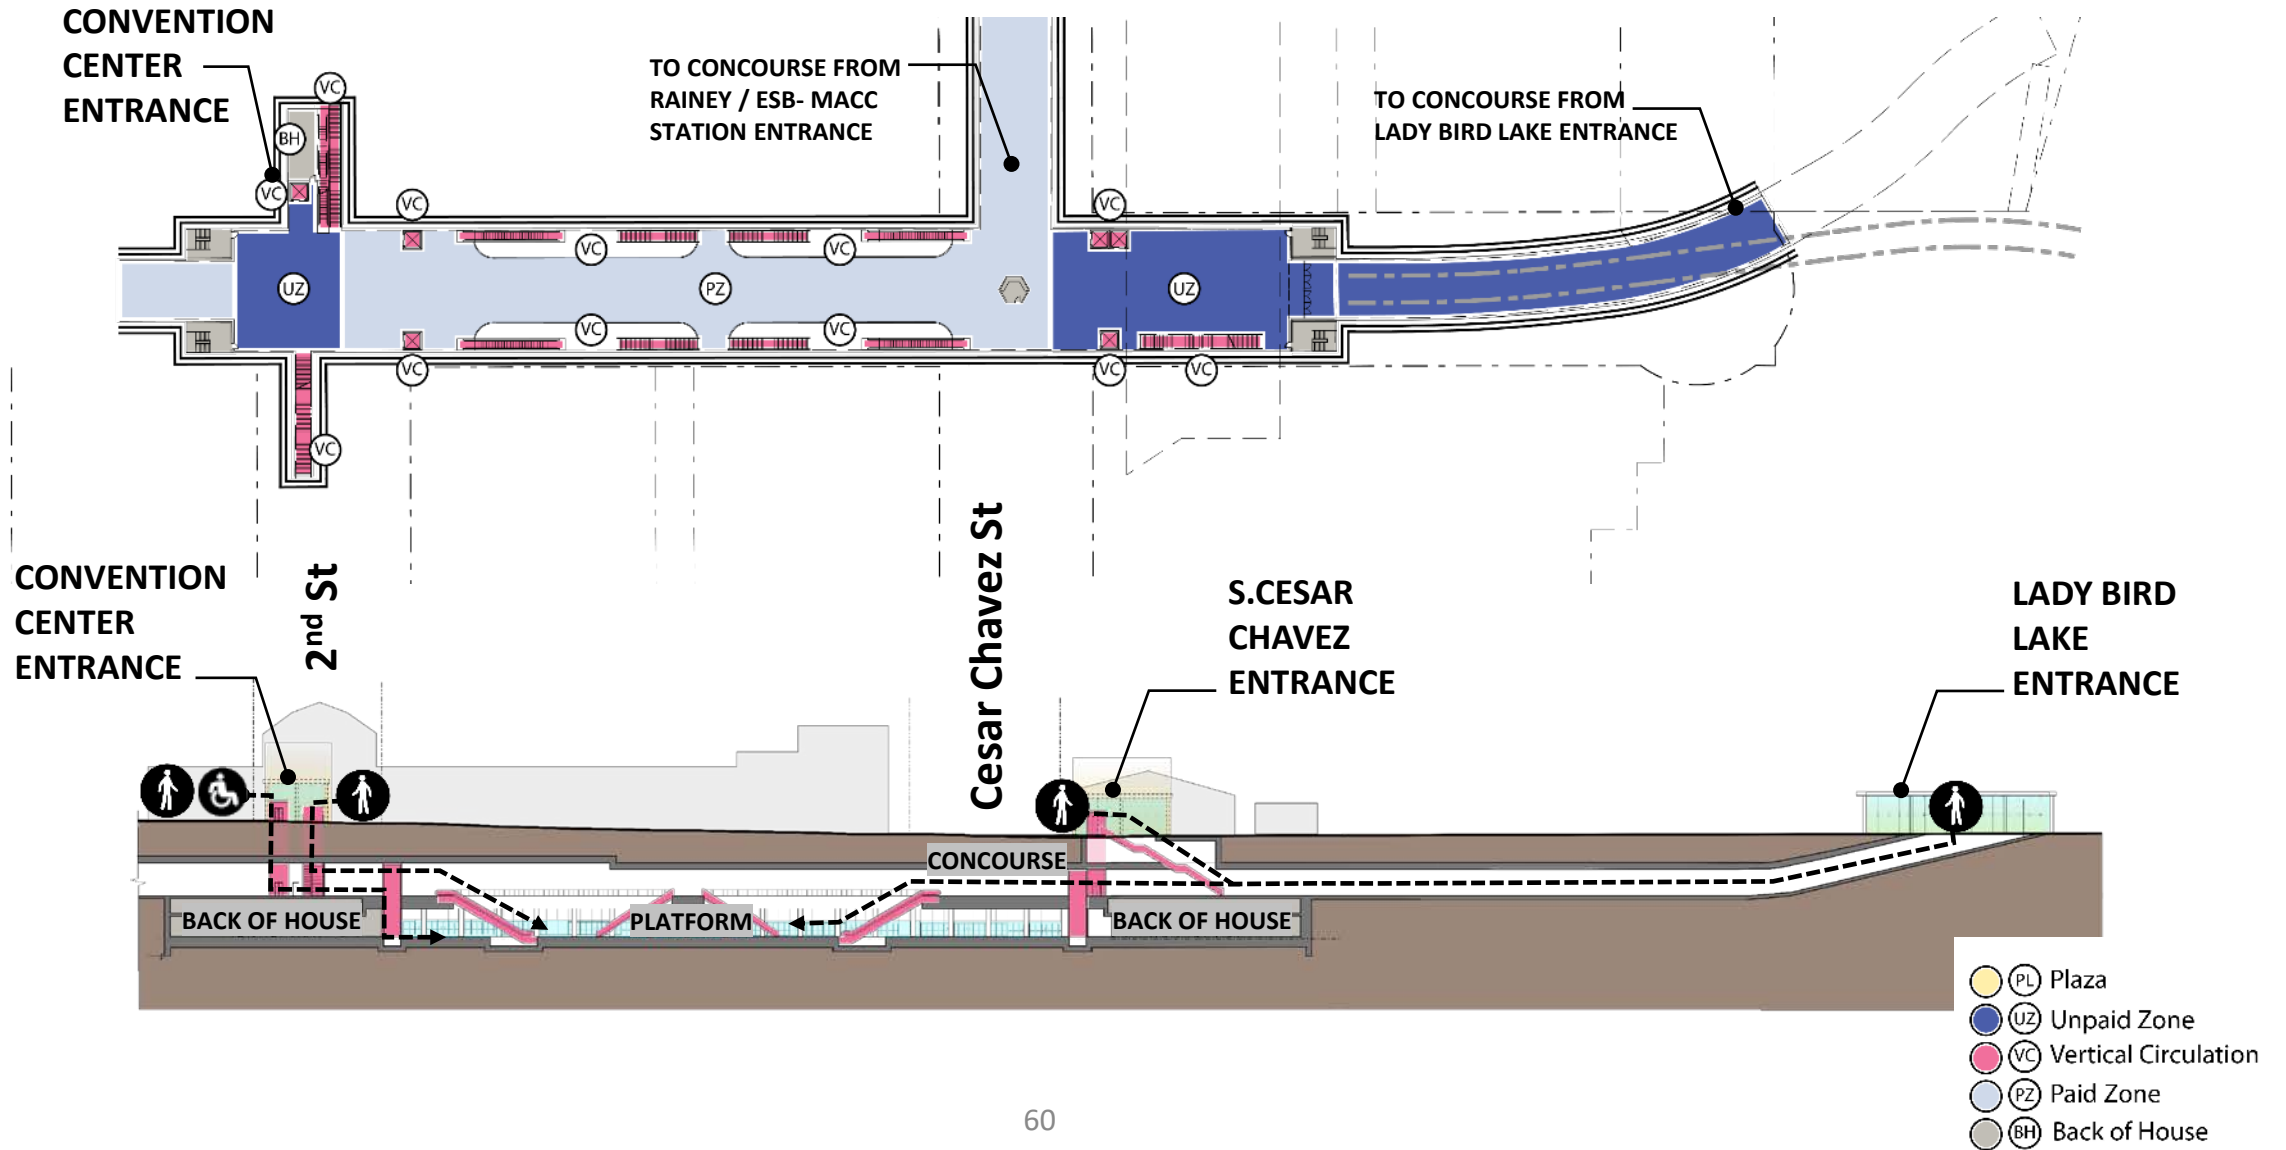 CONVENTION
CENTER
ENTRANCE
TO CONCOURSE FROM
RAINEY / ESB- MACC
STATION ENTRANCE
TO CONCOURSE FROM
LADY BIRD LAKE ENTRANCE
VC
BH
VC
VC
VC
VC
VC
UZ
PZ
UZ
VC
VC
VC
VC
VC
VC
2nd St
Cesar Chavez St
CONVENTION
CENTER
ENTRANCE
S.CESAR
CHAVEZ
ENTRANCE
LADY BIRD
LAKE
ENTRANCE
CONCOURSE
BACK OF HOUSE
PLATFORM
BACK OF HOUSE
PL Plaza
UZ Unpaid Zone
VC Vertical Circulation
PZ Paid Zone
BH Back of House
60